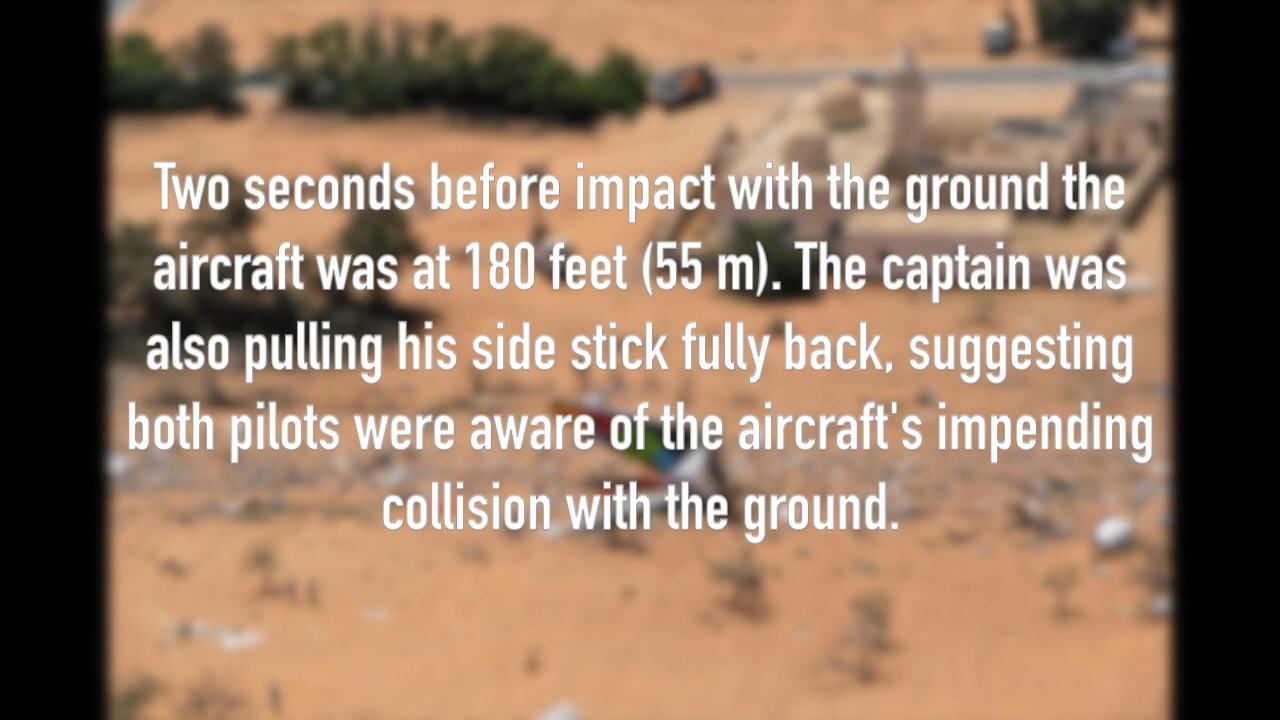 Two seconds before impact with the ground the
aircraft was at 180 feet (55 m). The captain was
also pulling his side stick fully back, suggesting
both pilots were aware of the aircraft's impending
collision with the ground.